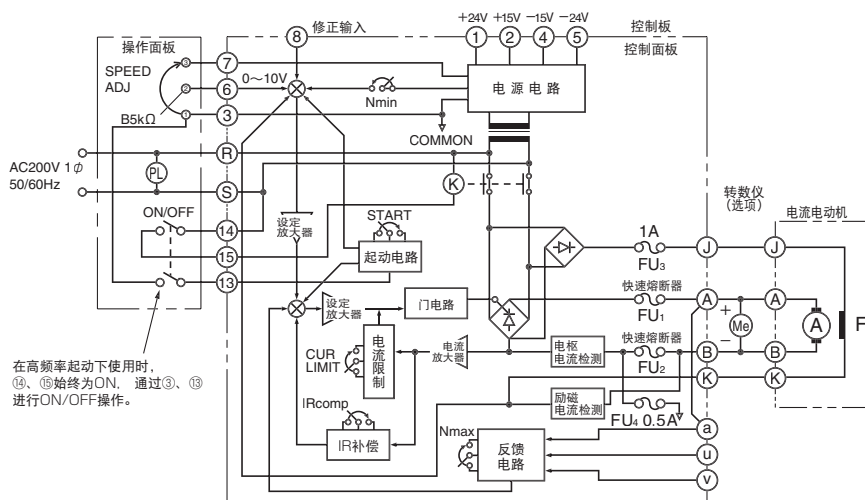 +24V +15V -15V -24V
控制板
控制面板
8 修正输入
1 2 4 5
操作面板
SPEED
ADJ
3
2
1
B5kΩ
7
6
3
0～10V
Nmin
电源电路
COMMON
AC200V 1φ
50/60Hz
PL
R
S
K
ON/OFF
14
15
13
设定
放大器
START
起动电路
1A
FU₃
转数仪
(选项)
电流电动机
J J
快速熔断器
FU₁
A A
+
Me
-
A
F
设定
放大器
门电路
快速熔断器
FU₂
B B
K K
CUR
LIMIT
电流限制
电流
放大器
电枢
电流检测
励磁
电流检测
FU₄ 0.5A
IRcomp
IR补偿
Nmax
反馈
电路
a
u
v
在高频率起动下使用时，
⑭、⑮始终为ON， 通过③、⑬
进行ON/OFF操作。